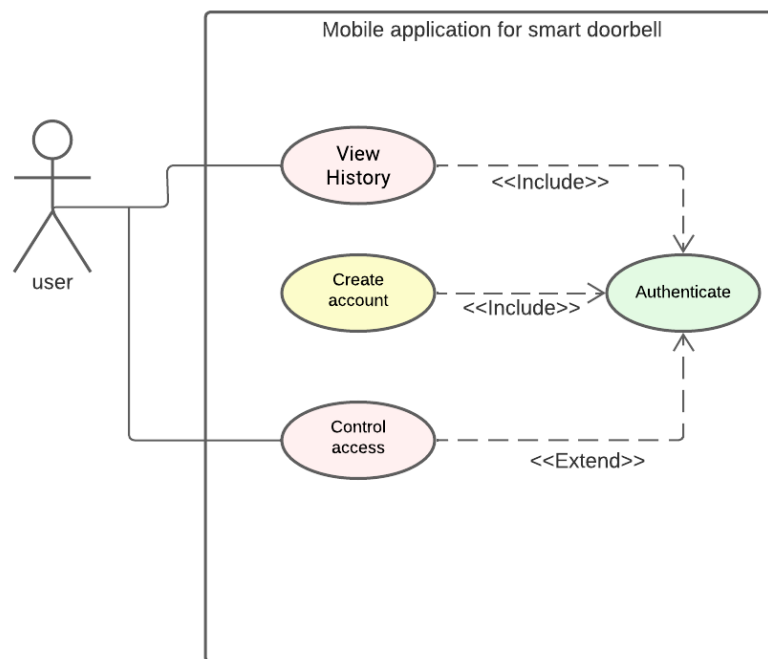 Mobile application for smart doorbell
View
History
<<Include>>
user
Create
account
<<Include>>
Authenticate
Control
access
<<Extend>>